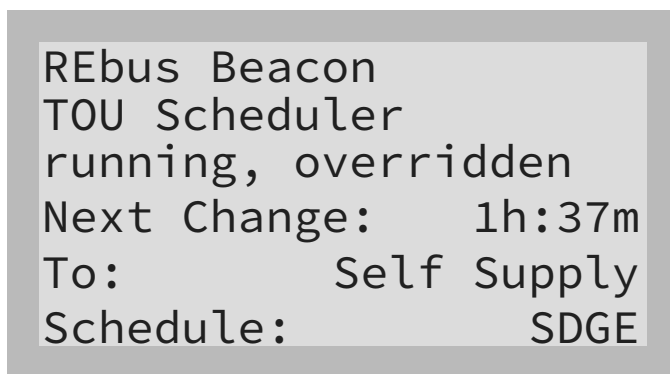 REbus Beacon
TOU Scheduler
running, overridden
Next Change: 1h:37m
To: Self Supply
Schedule: SDGE